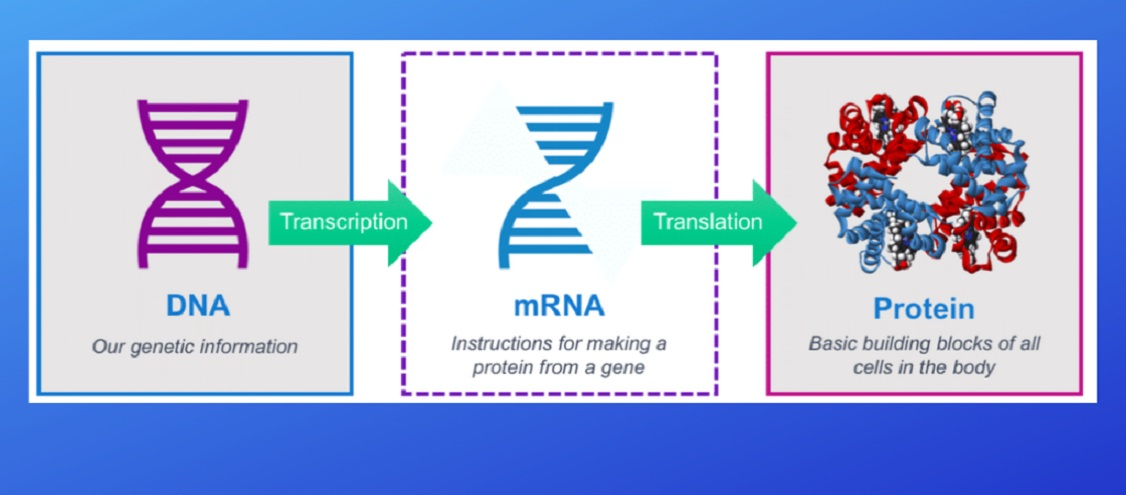 Transcription
Translation
DNA
mRNA
Protein
Our genetic information
Instructions for making a
protein from a gene
Basic building blocks of all
cells in the body